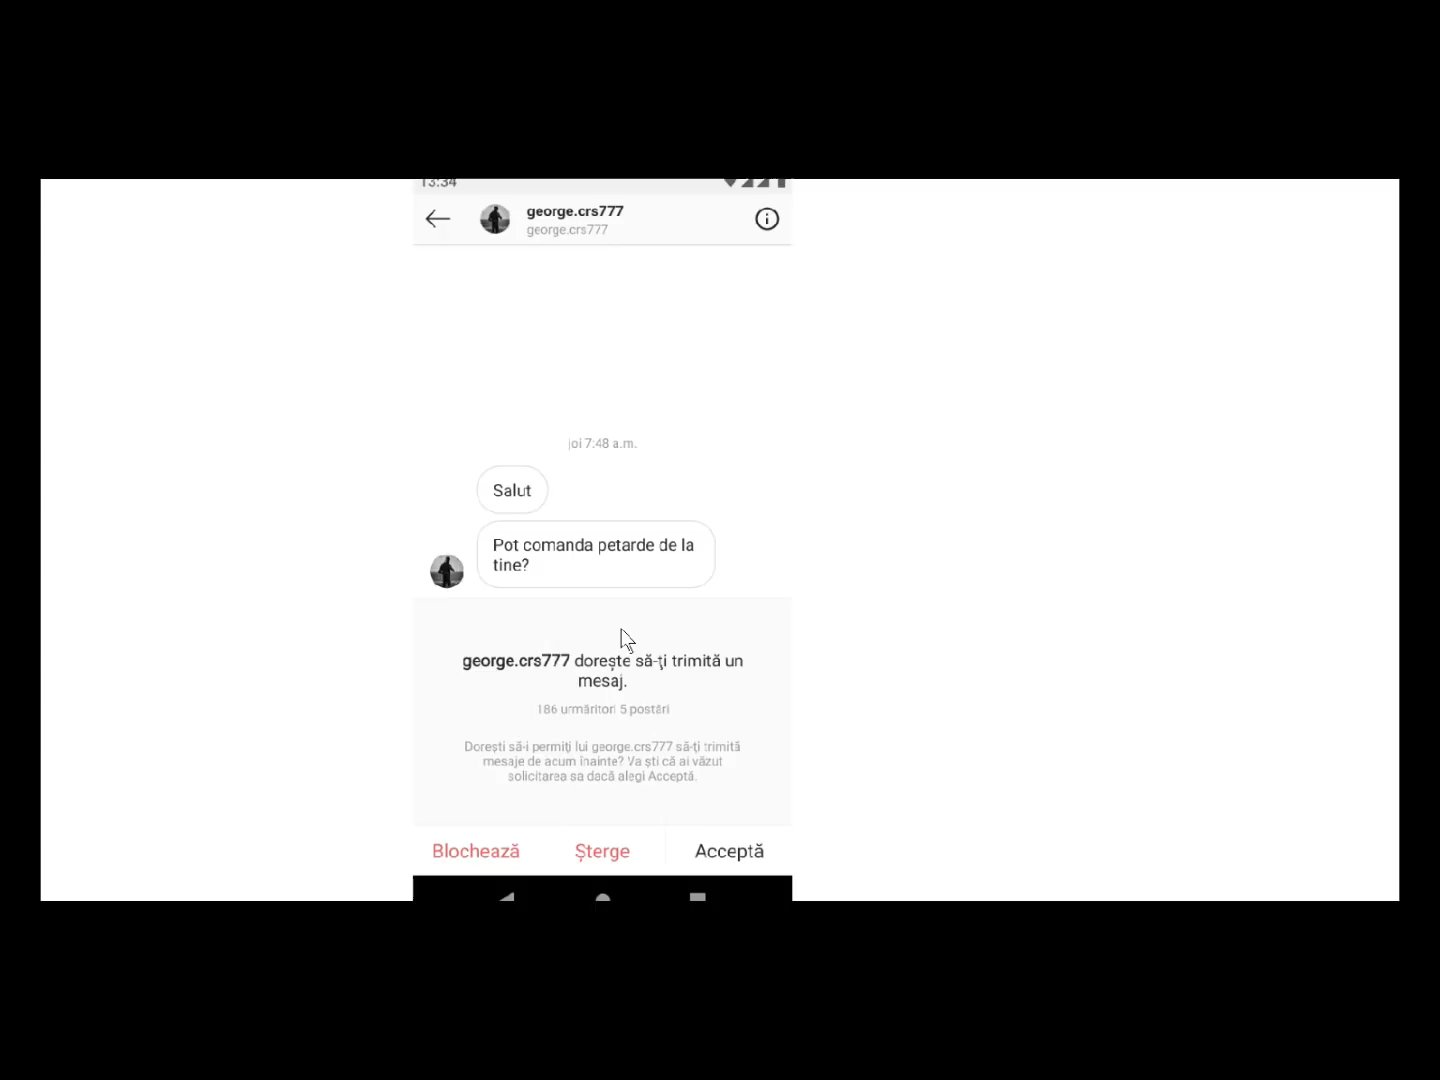 13:34
george.crs777
george.crs777
joi 7:48 a.m.
Salut
Pot comanda petarde de la
tine?
george.crs777 dorește să-ți trimită un
mesaj.
186 urmăritori 5 postări
Dorești să-i permiți lui george.crs777 să-ți trimită
mesaje de acum înainte? Va ști că ai văzut
solicitarea sa dacă alegi Acceptă.
Blochează Șterge Acceptă